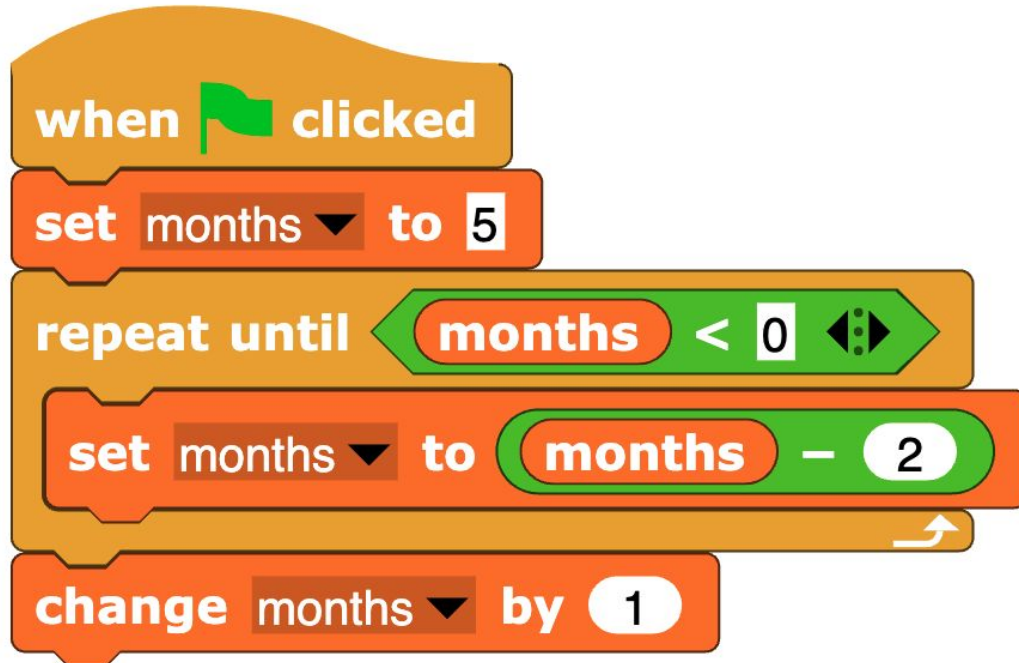 when clicked
set months to 5
repeat until months < 0
set months to months - 2
change months by 1